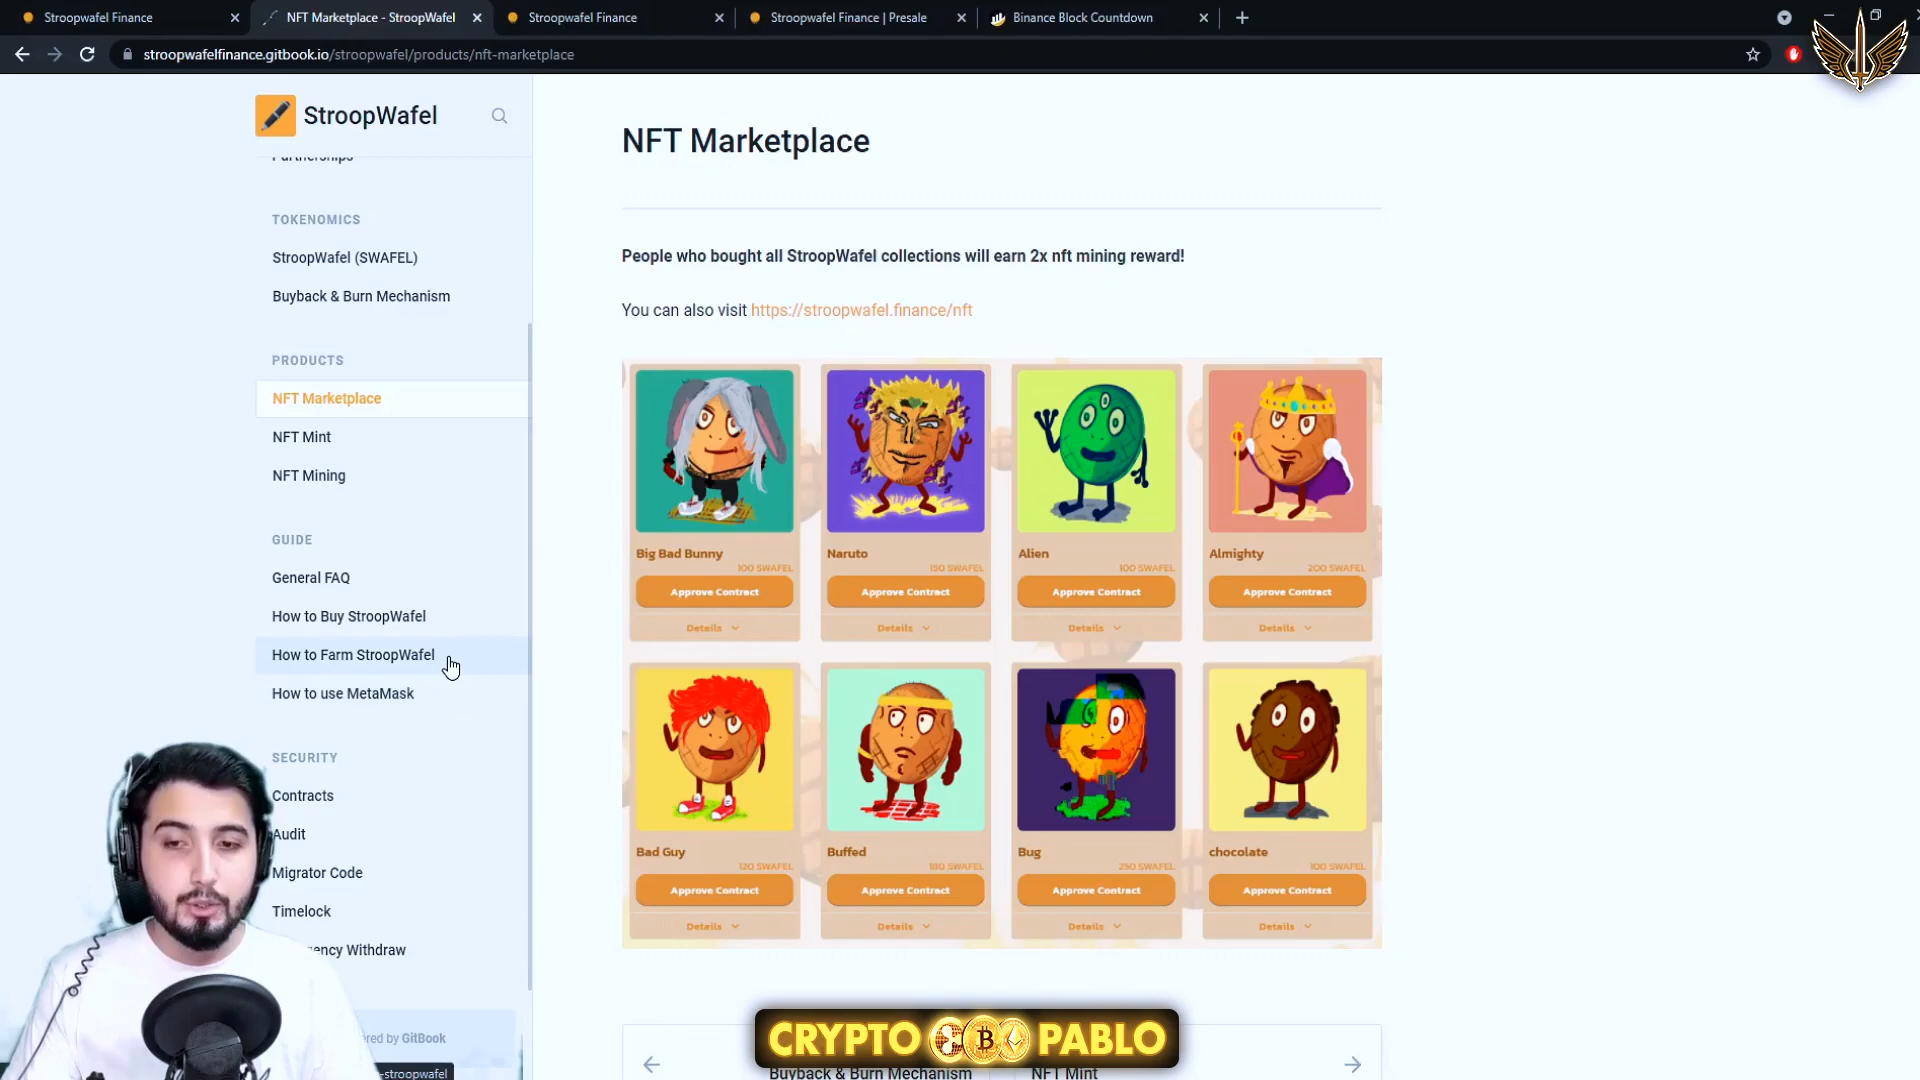 Stroopwafel Finance
NFT Marketplace - StroopWafel
Stroopwafel Finance
Stroopwafel Finance | Presale
Binance Block Countdown
stroopwafelfinance.gitbook.io/stroopwafel/products/nft-marketplace
StroopWafel
Partnerships
TOKENOMICS
StroopWafel (SWAFEL)
Buyback & Burn Mechanism
PRODUCTS
NFT Marketplace
NFT Mint
NFT Mining
GUIDE
General FAQ
How to Buy StroopWafel
How to Farm StroopWafel
How to use MetaMask
SECURITY
Contracts
Audit
Migrator Code
Timelock
ency Withdraw
ered by GitBook
-stroopwafel
NFT Marketplace
People who bought all StroopWafel collections will earn 2x nft mining reward!
You can also visit https://stroopwafel.finance/nft
Big Bad Bunny
100 SWAFEL
Approve Contract
Details
Naruto
150 SWAFEL
Approve Contract
Details
Alien
100 SWAFEL
Approve Contract
Details
Almighty
200 SWAFEL
Approve Contract
Details
Bad Guy
120 SWAFEL
Approve Contract
Details
Buffed
180 SWAFEL
Approve Contract
Details
Bug
250 SWAFEL
Approve Contract
Details
chocolate
100 SWAFEL
Approve Contract
Details
CRYPTO PABLO
Buyback & Burn Mechanism
NFT Mint